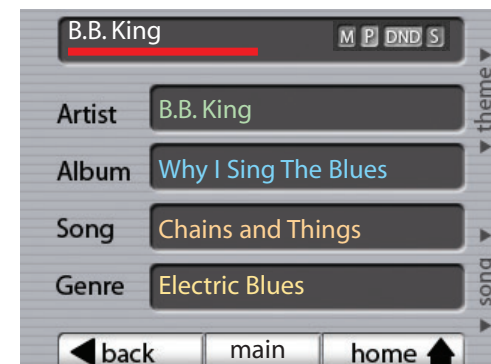 B.B. King M P DND S
theme
Artist B.B. King
Album Why I Sing The Blues
Song Chains and Things
Genre Electric Blues
song
back main home